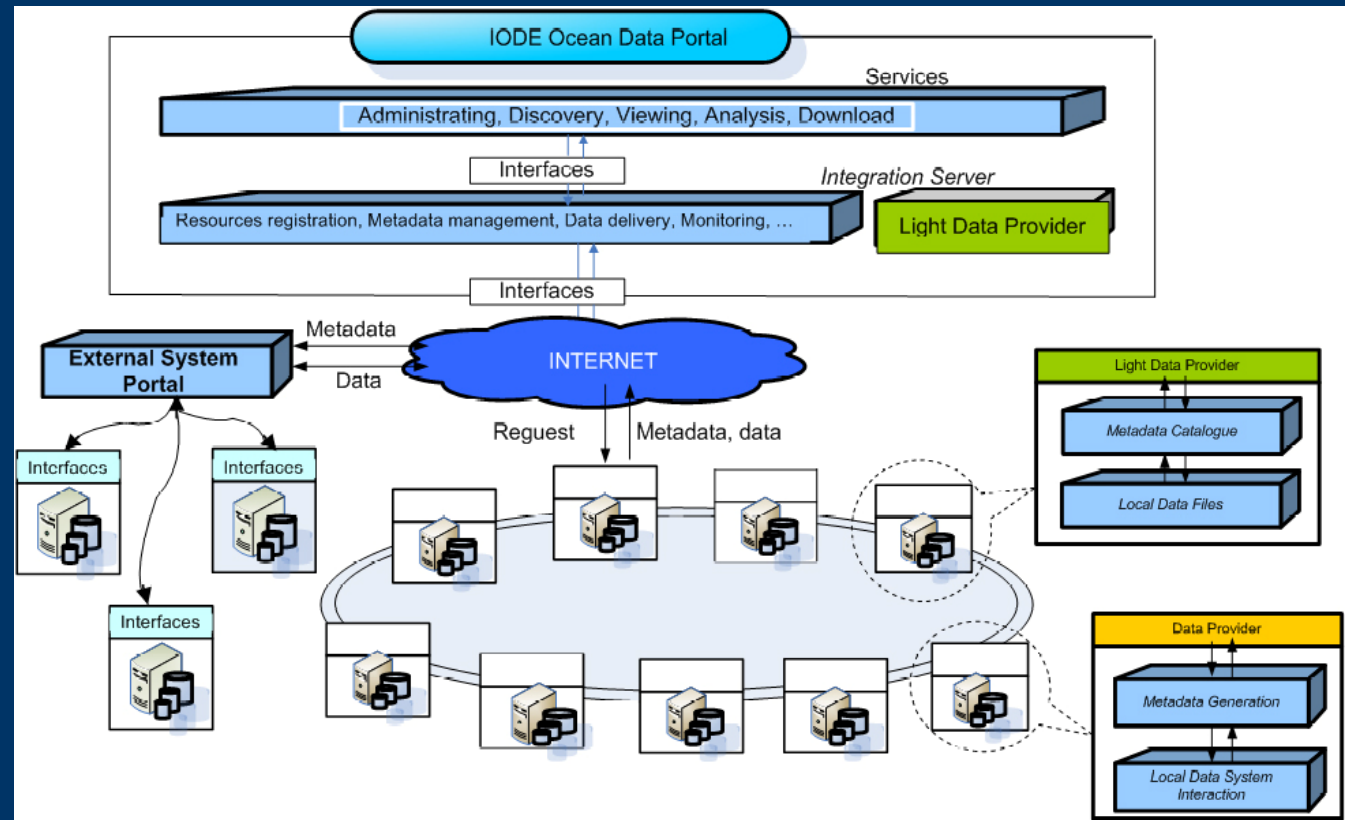 IODE Ocean Data Portal
Services
Administrating, Discovery, Viewing, Analysis, Download
Interfaces
Integration Server
Resources registration, Metadata management, Data delivery, Monitoring, ...
Light Data Provider
Interfaces
Metadata
External System
Portal
Data
INTERNET
Reguest
Metadata, data
Interfaces
Interfaces
Interfaces
Light Data Provider
Metadata Catalogue
Local Data Files
Data Provider
Metadata Generation
Local Data System
Interaction